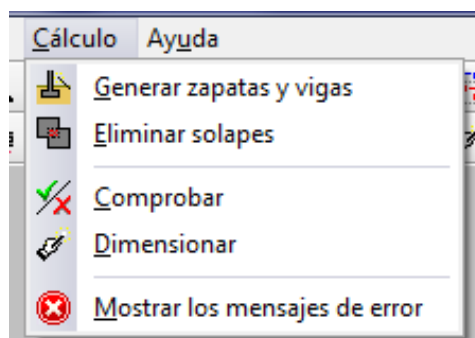 Cálculo Ayuda
Generar zapatas y vigas
Eliminar solapes
Comprobar
Dimensionar
Mostrar los mensajes de error